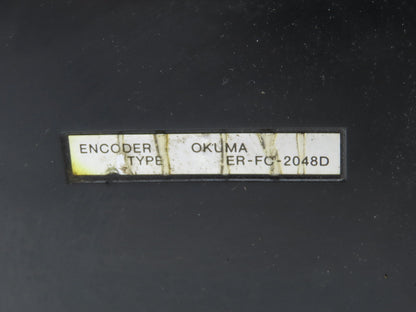 ENCODER OKUMA
TYPE ER-FC-2048D